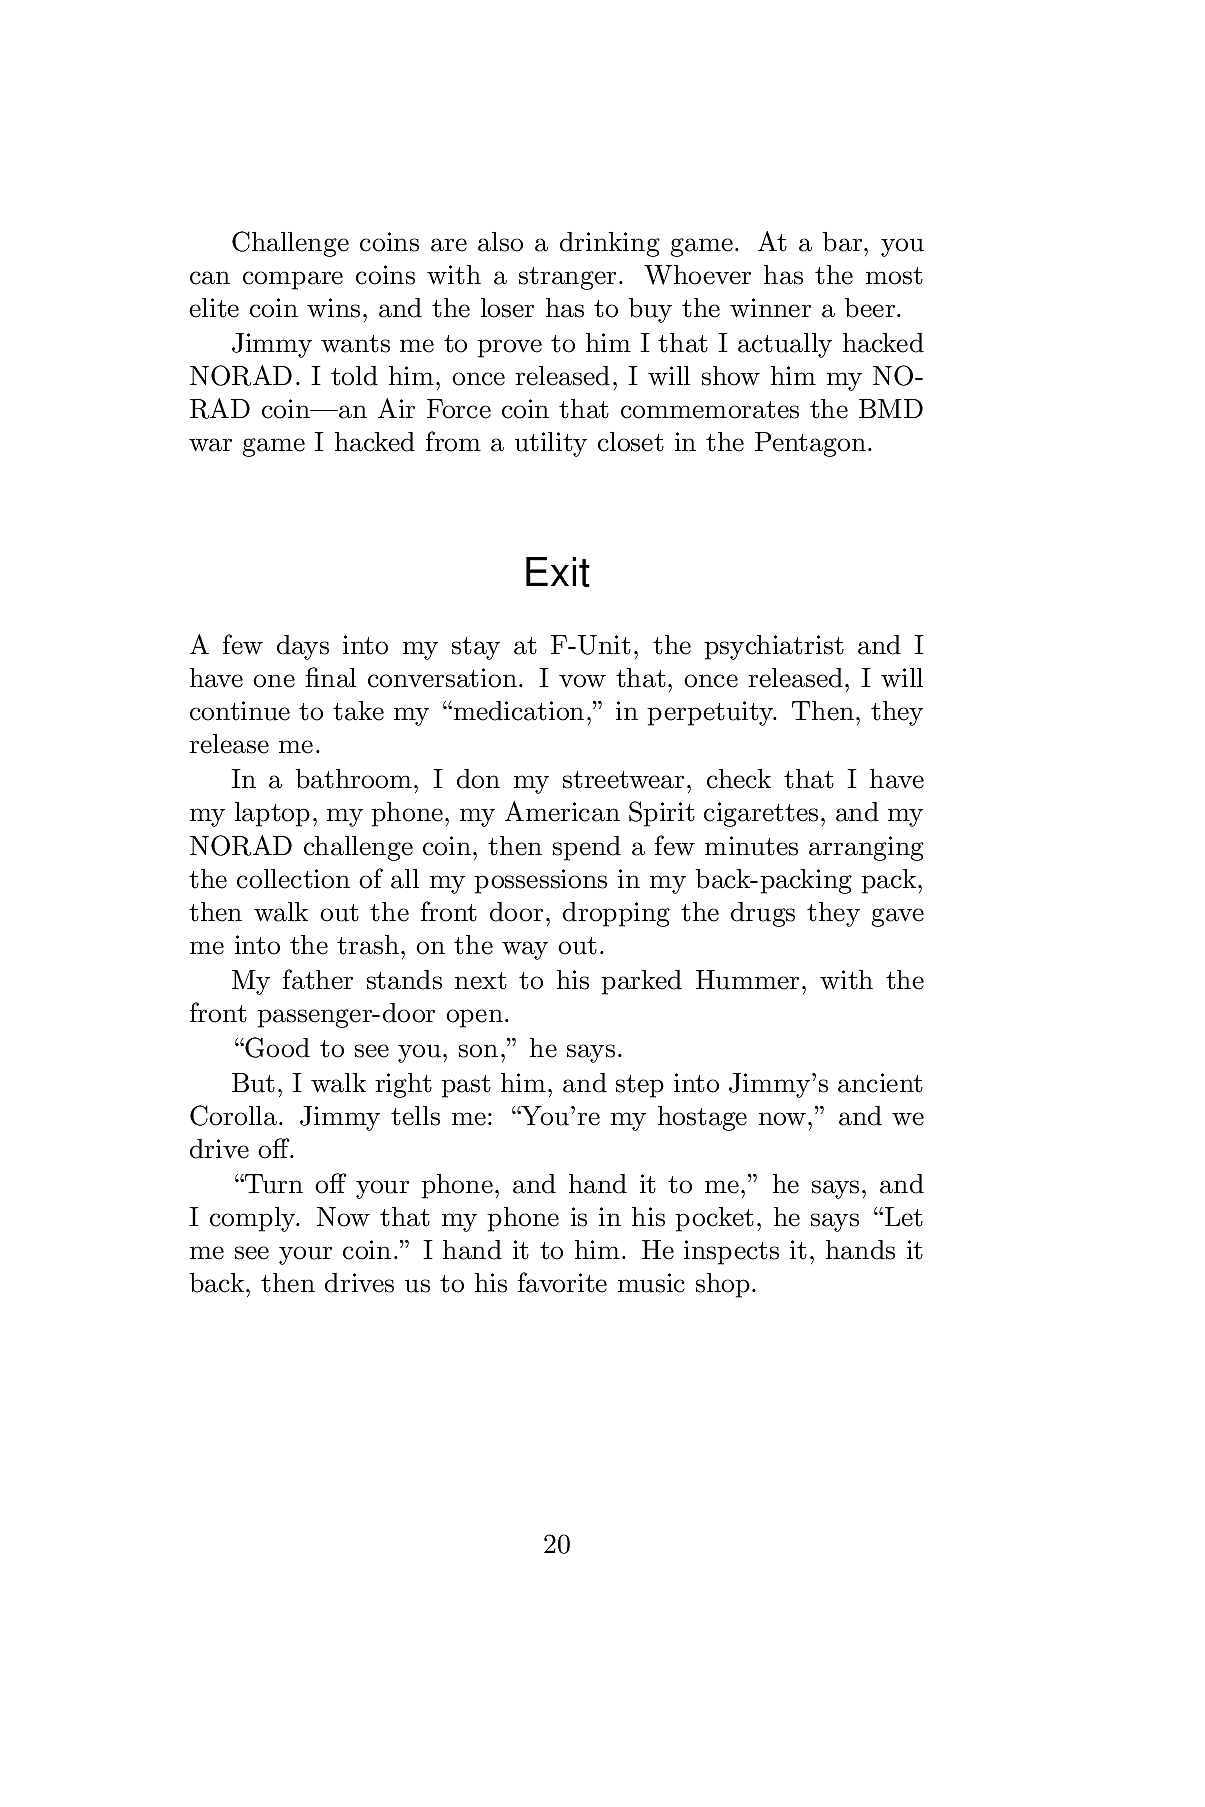 Challenge coins are also a drinking game. At a bar, you
can compare coins with a stranger. Whoever has the most
elite coin wins, and the loser has to buy the winner a beer.
Jimmy wants me to prove to him I that I actually hacked
NORAD. I told him, once released, I will show him my NO-
RAD coin—an Air Force coin that commemorates the BMD
war game I hacked from a utility closet in the Pentagon.
Exit
A few days into my stay at F-Unit, the psychiatrist and I
have one final conversation. I vow that, once released, I will
continue to take my “medication,” in perpetuity. Then, they
release me.
In a bathroom, I don my streetwear, check that I have
my laptop, my phone, my American Spirit cigarettes, and my
NORAD challenge coin, then spend a few minutes arranging
the collection of all my possessions in my back-packing pack,
then walk out the front door, dropping the drugs they gave
me into the trash, on the way out.
My father stands next to his parked Hummer, with the
front passenger-door open.
“Good to see you, son,” he says.
But, I walk right past him, and step into Jimmy’s ancient
Corolla. Jimmy tells me: “You’re my hostage now,” and we
drive off.
“Turn off your phone, and hand it to me,” he says, and
I comply. Now that my phone is in his pocket, he says “Let
me see your coin.” I hand it to him. He inspects it, hands it
back, then drives us to his favorite music shop.
20